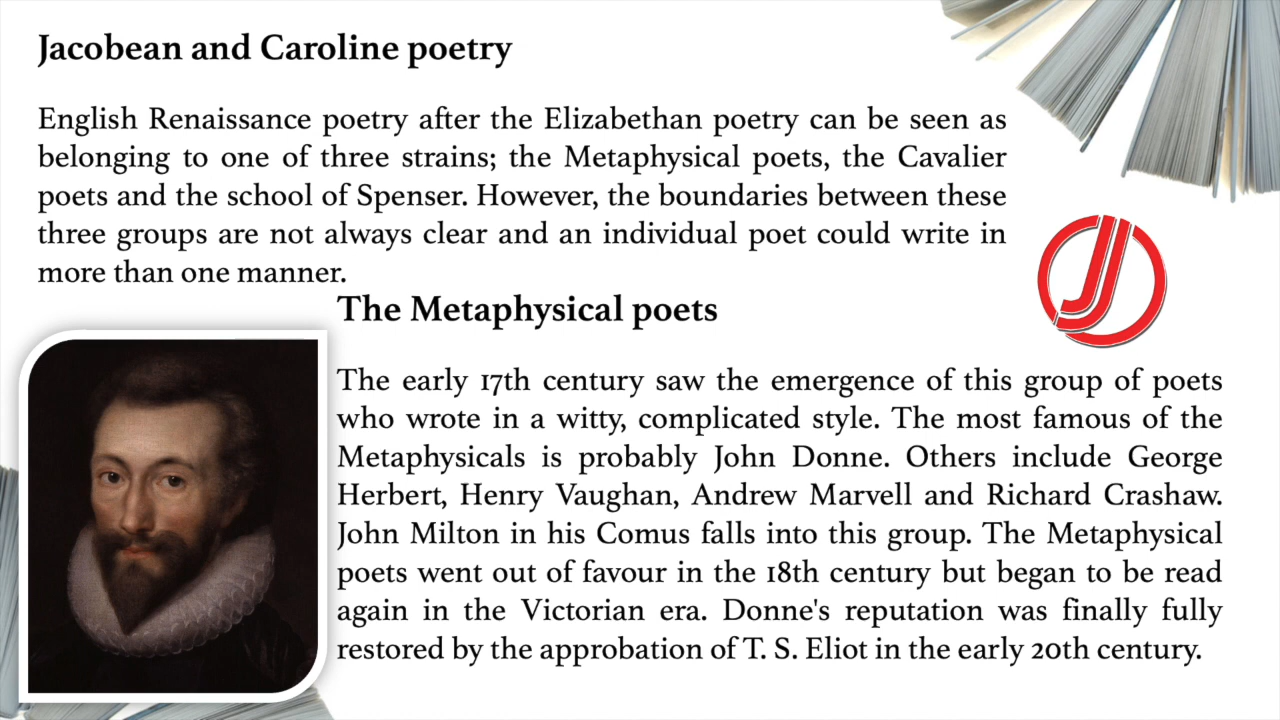 Jacobean and Caroline poetry
English Renaissance poetry after the Elizabethan poetry can be seen as
belonging to one of three strains; the Metaphysical poets, the Cavalier
poets and the school of Spenser. However, the boundaries between these
three groups are not always clear and an individual poet could write in
more than one manner.
The Metaphysical poets
The early 17th century saw the emergence of this group of poets
who wrote in a witty, complicated style. The most famous of the
Metaphysicals is probably John Donne. Others include George
Herbert, Henry Vaughan, Andrew Marvell and Richard Crashaw.
John Milton in his Comus falls into this group. The Metaphysical
poets went out of favour in the 18th century but began to be read
again in the Victorian era. Donne's reputation was finally fully
restored by the approbation of T. S. Eliot in the early 20th century.